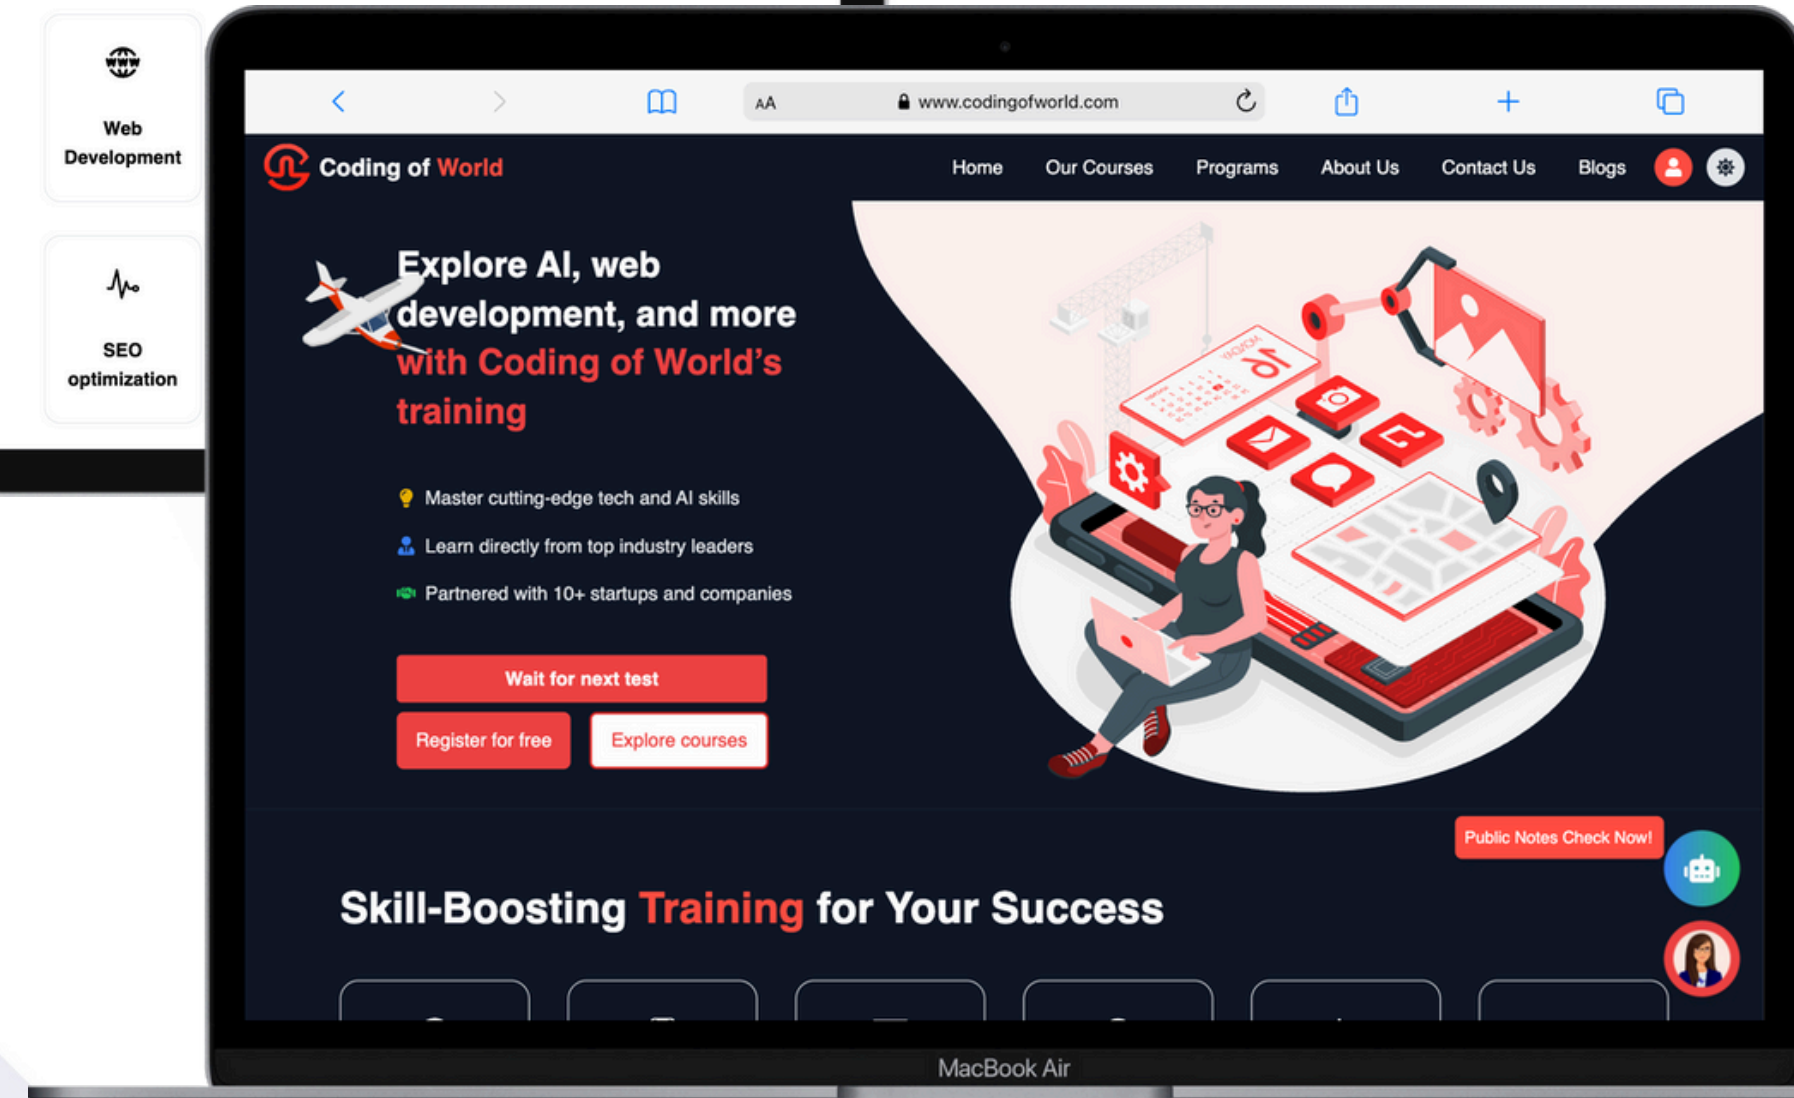 www
Web
Development
SEO
optimization
AA
www.codingofworld.com
Coding of World
Home
Our Courses
Programs
About Us
Contact Us
Blogs
Explore AI, web
development, and more
with Coding of World’s
training
Master cutting-edge tech and AI skills
Learn directly from top industry leaders
Partnered with 10+ startups and companies
Wait for next test
Register for free
Explore courses
MONDAY
16
Public Notes Check Now!
Skill-Boosting Training for Your Success
MacBook Air